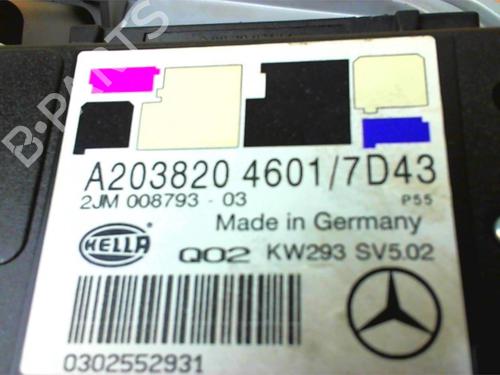 B-PARTS
A203820 4601/7D43
2JM 008793 - 03 P55
Made in Germany
HELLA Q02 KW293 SV5.02
0302552931